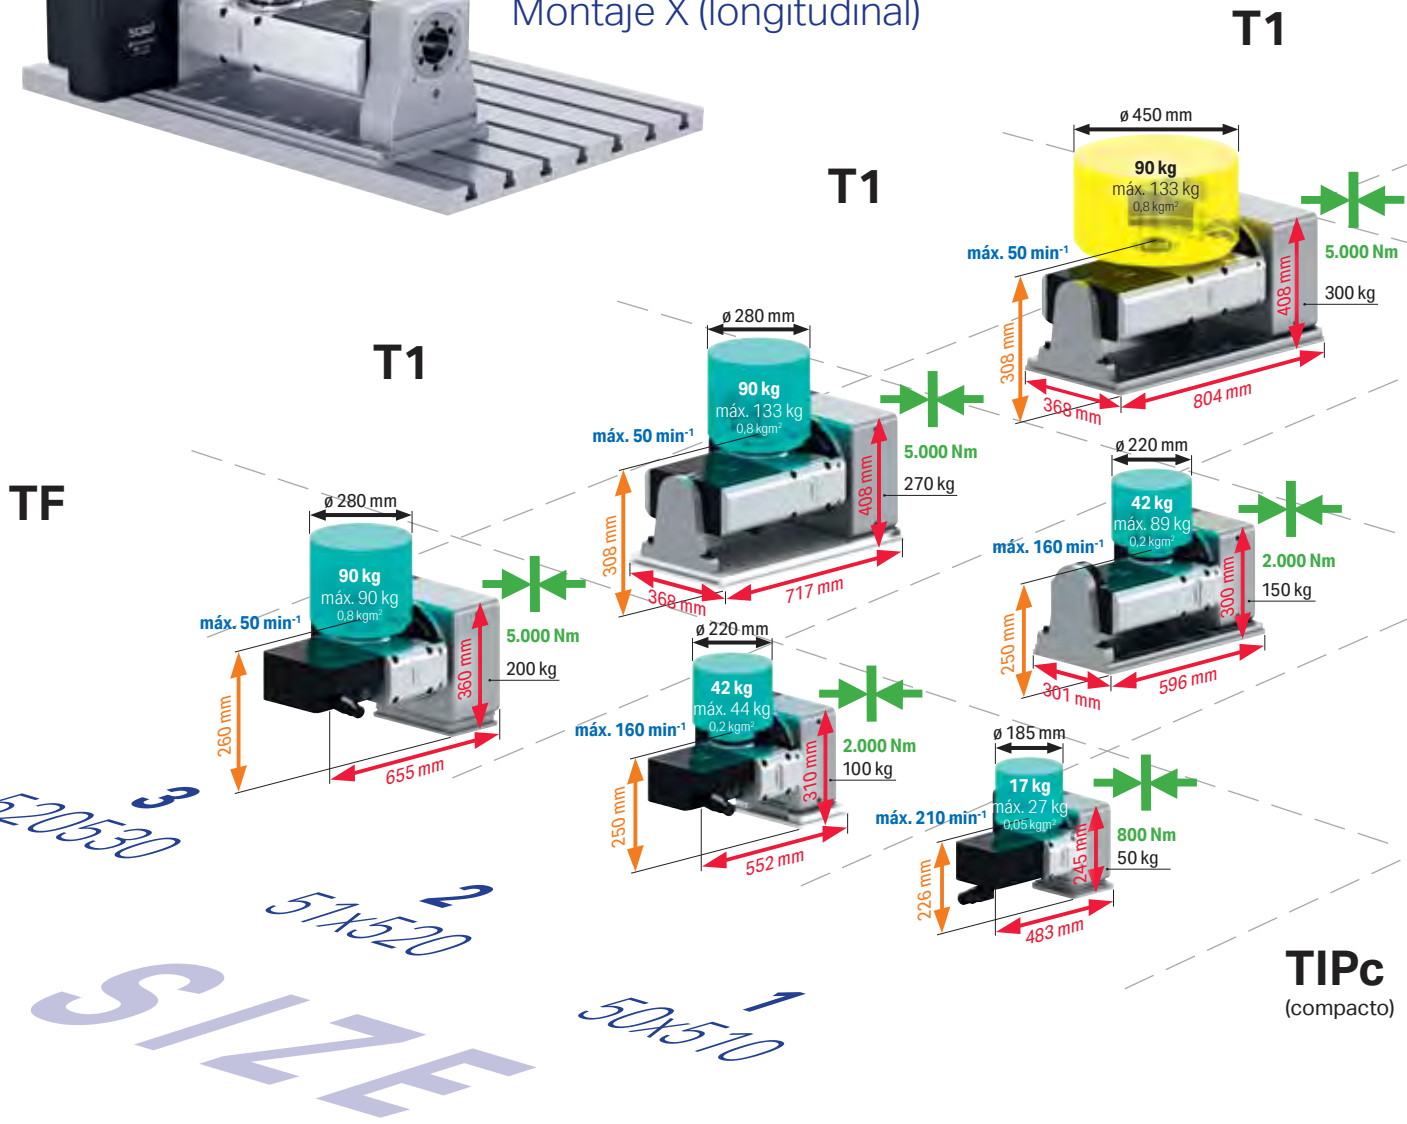 Montaje X (longitudinal)
T1
ø 450 mm
90 kg
máx. 133 kg
0,8 kgm²
máx. 50 min⁻¹
5.000 Nm
300 kg
408 mm
308 mm
368 mm
804 mm
T1
ø 280 mm
90 kg
máx. 133 kg
0,8 kgm²
máx. 50 min⁻¹
5.000 Nm
270 kg
408 mm
308 mm
368 mm
717 mm
T1
TF
ø 280 mm
90 kg
máx. 90 kg
0,8 kgm²
máx. 50 min⁻¹
5.000 Nm
200 kg
360 mm
260 mm
655 mm
ø 220 mm
42 kg
máx. 89 kg
0,2 kgm²
máx. 160 min⁻¹
2.000 Nm
150 kg
300 mm
250 mm
301 mm
596 mm
ø 220 mm
42 kg
máx. 44 kg
0,2 kgm²
máx. 160 min⁻¹
2.000 Nm
100 kg
310 mm
250 mm
552 mm
ø 185 mm
17 kg
máx. 27 kg
0,05 kgm²
máx. 210 min⁻¹
800 Nm
50 kg
245 mm
226 mm
483 mm
3
520530
2
51x520
1
50x510
SIZE
TIPc
(compacto)